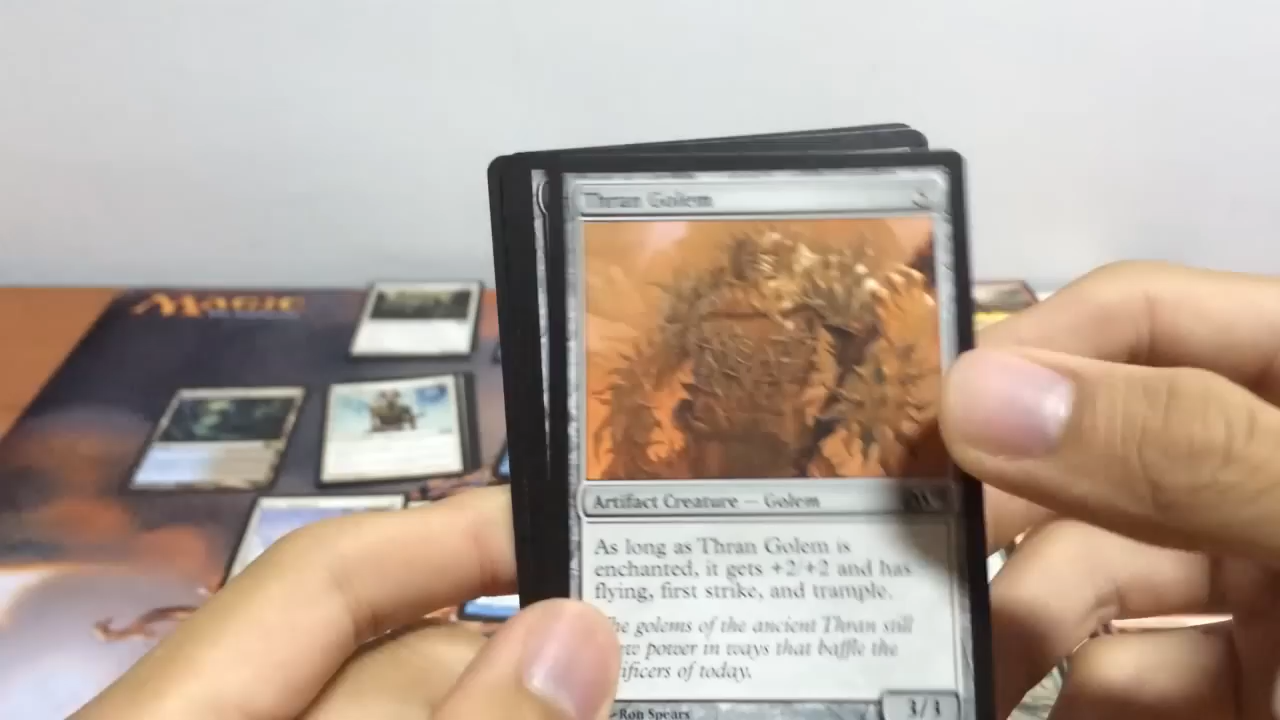 Thran Golem
MAGIC
Artifact Creature — Golem
As long as Thran Golem is
enchanted, it gets +2/+2 and has
flying, first strike, and trample.
golems of the ancient Thran still
power in ways that baffle the
of today.
Ron Spears
3/3